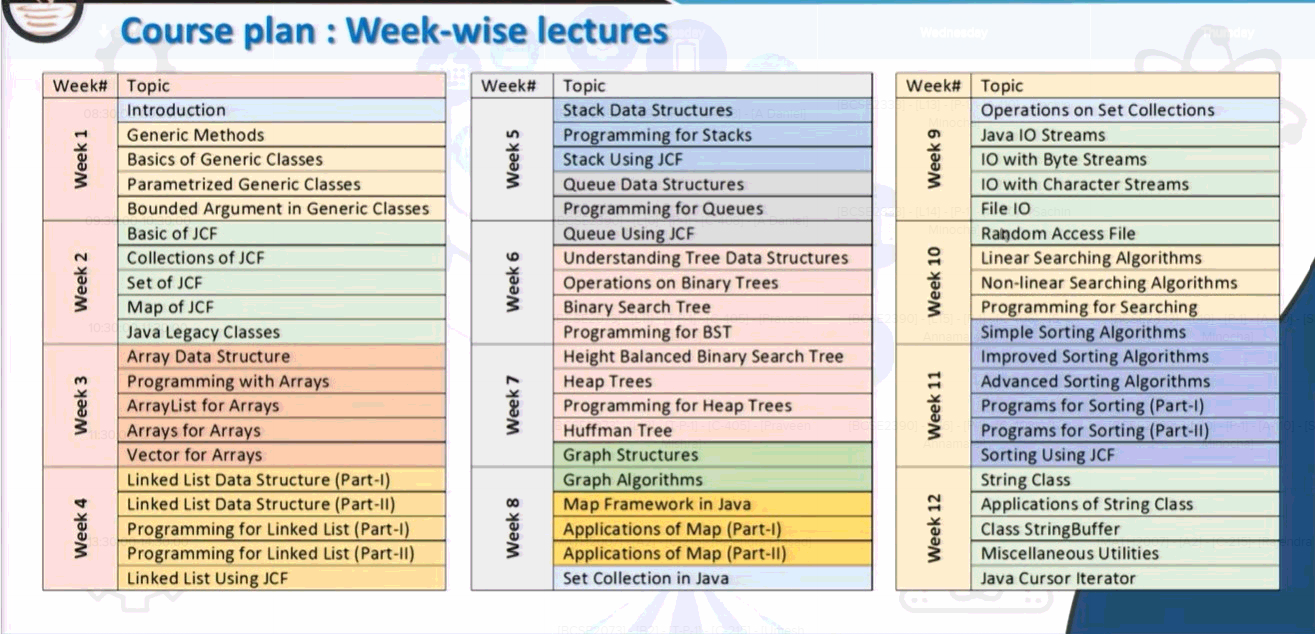 Course plan : Week-wise lectures
Week# Topic
Week 1
Introduction
Generic Methods
Basics of Generic Classes
Parametrized Generic Classes
Bounded Argument in Generic Classes
Week 2
Basic of JCF
Collections of JCF
Set of JCF
Map of JCF
Java Legacy Classes
Week 3
Array Data Structure
Programming with Arrays
ArrayList for Arrays
Arrays for Arrays
Vector for Arrays
Week 4
Linked List Data Structure (Part-I)
Linked List Data Structure (Part-II)
Programming for Linked List (Part-I)
Programming for Linked List (Part-II)
Linked List Using JCF
Week# Topic
Week 5
Stack Data Structures
Programming for Stacks
Stack Using JCF
Queue Data Structures
Programming for Queues
Week 6
Queue Using JCF
Understanding Tree Data Structures
Operations on Binary Trees
Binary Search Tree
Programming for BST
Week 7
Height Balanced Binary Search Tree
Heap Trees
Programming for Heap Trees
Huffman Tree
Graph Structures
Week 8
Graph Algorithms
Map Framework in Java
Applications of Map (Part-I)
Applications of Map (Part-II)
Set Collection in Java
Week# Topic
Week 9
Operations on Set Collections
Java IO Streams
IO with Byte Streams
IO with Character Streams
File IO
Week 10
Random Access File
Linear Searching Algorithms
Non-linear Searching Algorithms
Programming for Searching
Simple Sorting Algorithms
Week 11
Improved Sorting Algorithms
Advanced Sorting Algorithms
Programs for Sorting (Part-I)
Programs for Sorting (Part-II)
Sorting Using JCF
Week 12
String Class
Applications of String Class
Class StringBuffer
Miscellaneous Utilities
Java Cursor Iterator
Wednesday
Thursday